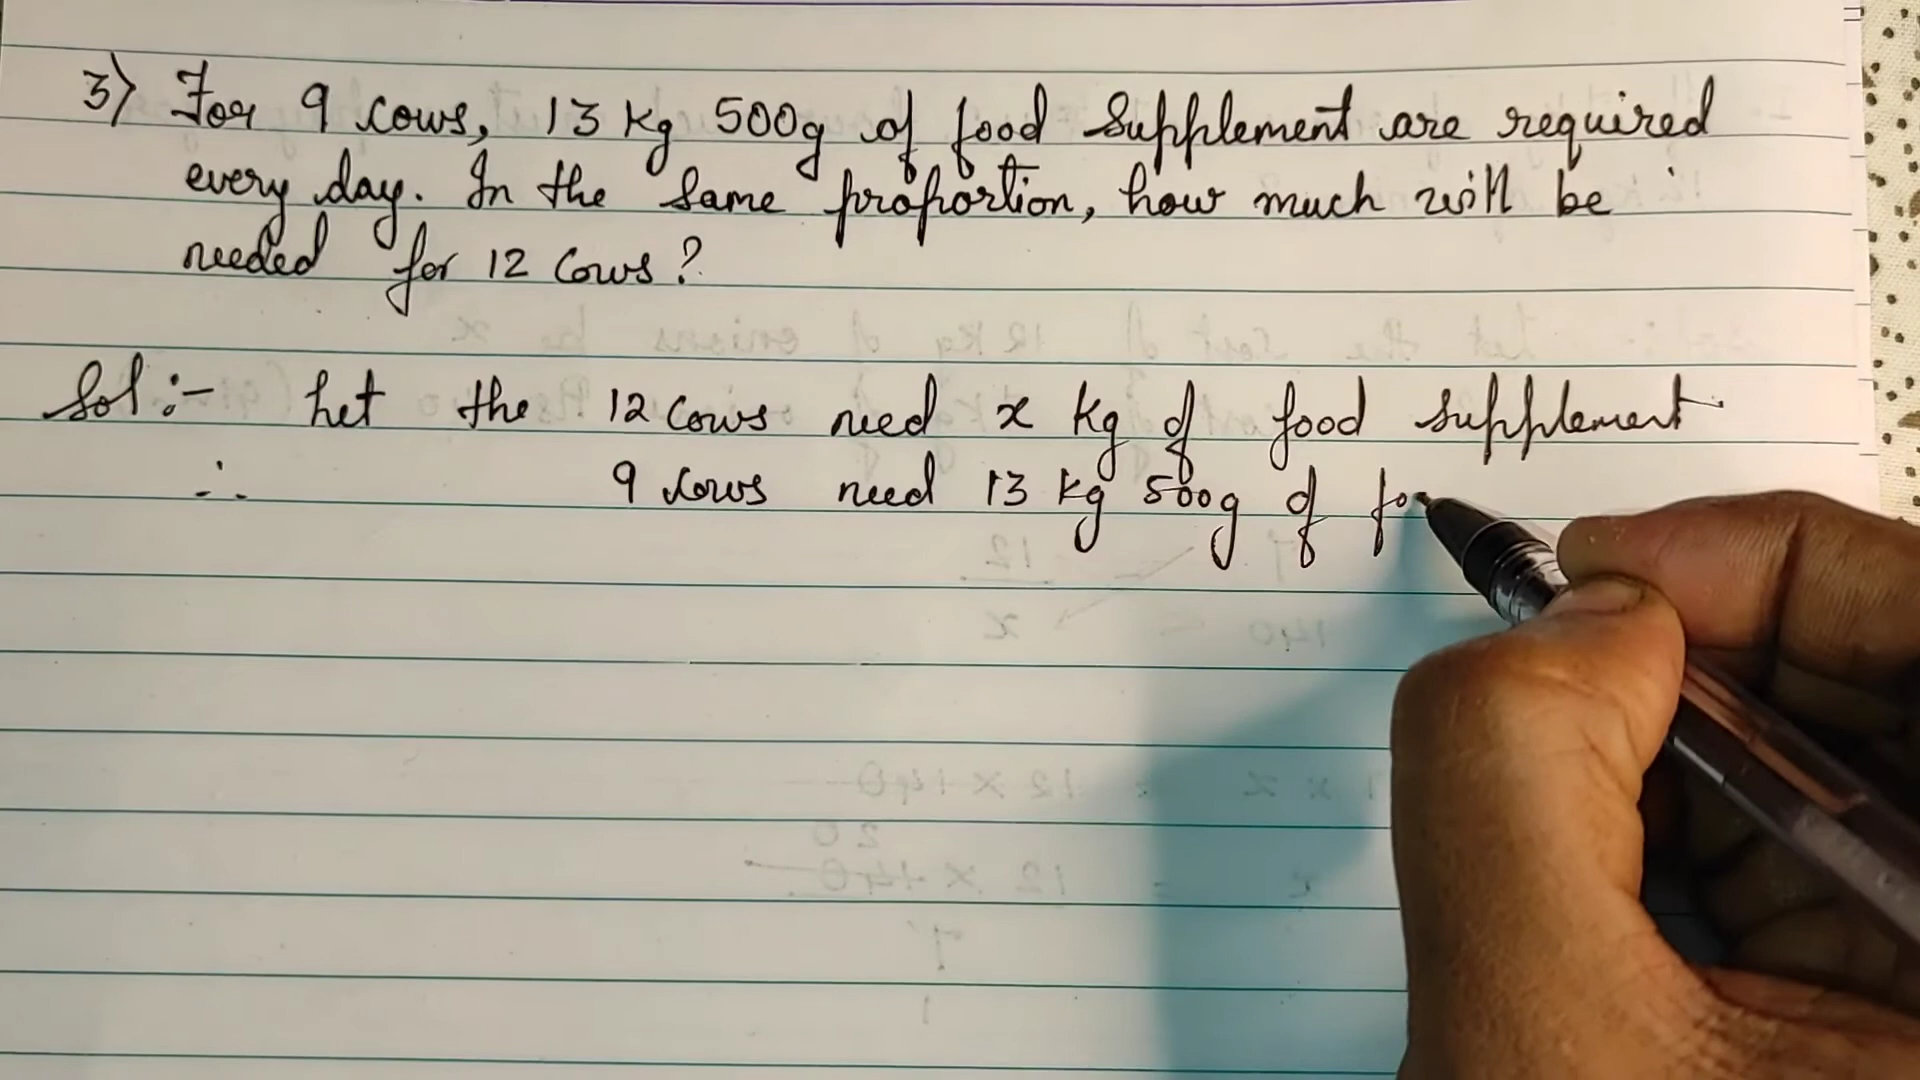 3) For 9 cows, 13 kg 500g of food supplement are required
every day. In the same proportion, how much will be
needed for 12 cows?
Sol:- Let the 12 cows need x kg of food supplement.
∴ 9 cows need 13 kg 500g of fo